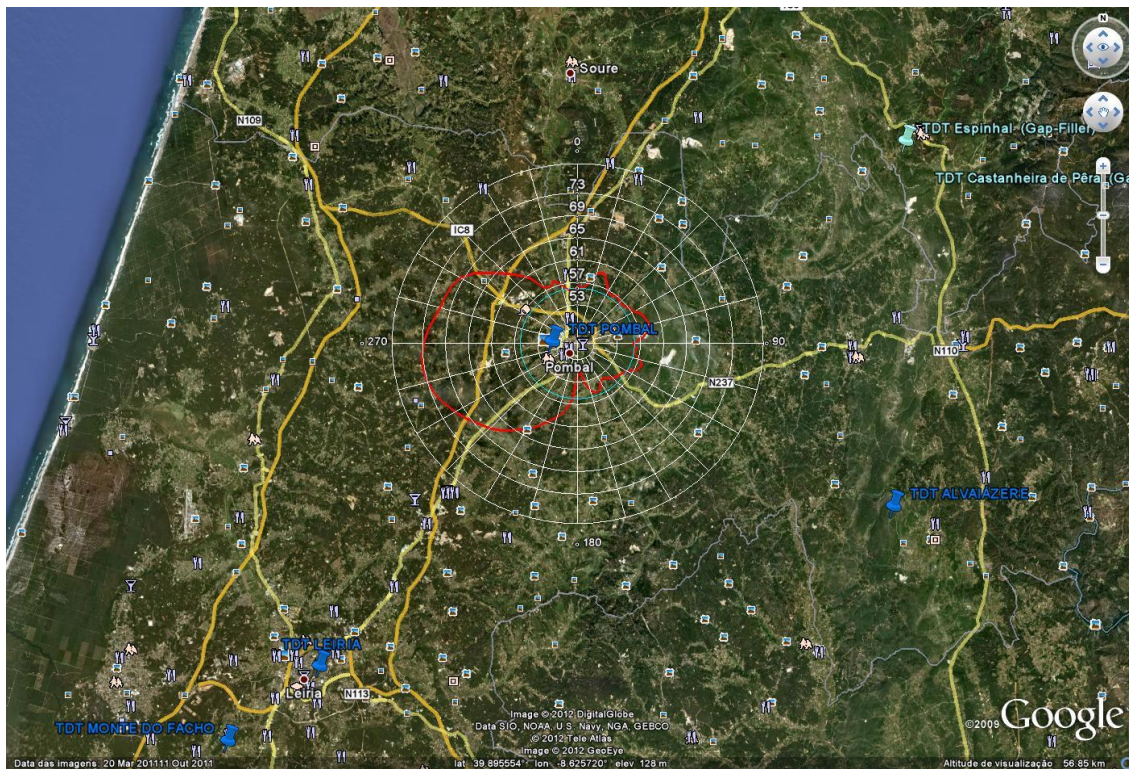 N
Soure
TDT Espinhal (Gap-Filler)
N109
0
TDT Castanheira de Pêra (Ga
73
69
65
IC8
61
57
53
TDT POMBAL
270
90
Pombal
N110
N237
TDT ALVAIÁZERE
180
TDT LEIRIA
Leiria
N113
TDT MONTE DO FACHO
Image © 2012 DigitalGlobe
Data SIO, NOAA, U.S. Navy, NGA, GEBCO
© 2012 Tele Atlas
Image © 2012 GeoEye
©2009 Google
Data das imagens: 20 Mar 201111 Out 2011
lat 39.895554° lon -8.625720° elev 128 m
Altitude de visualização 56.85 km